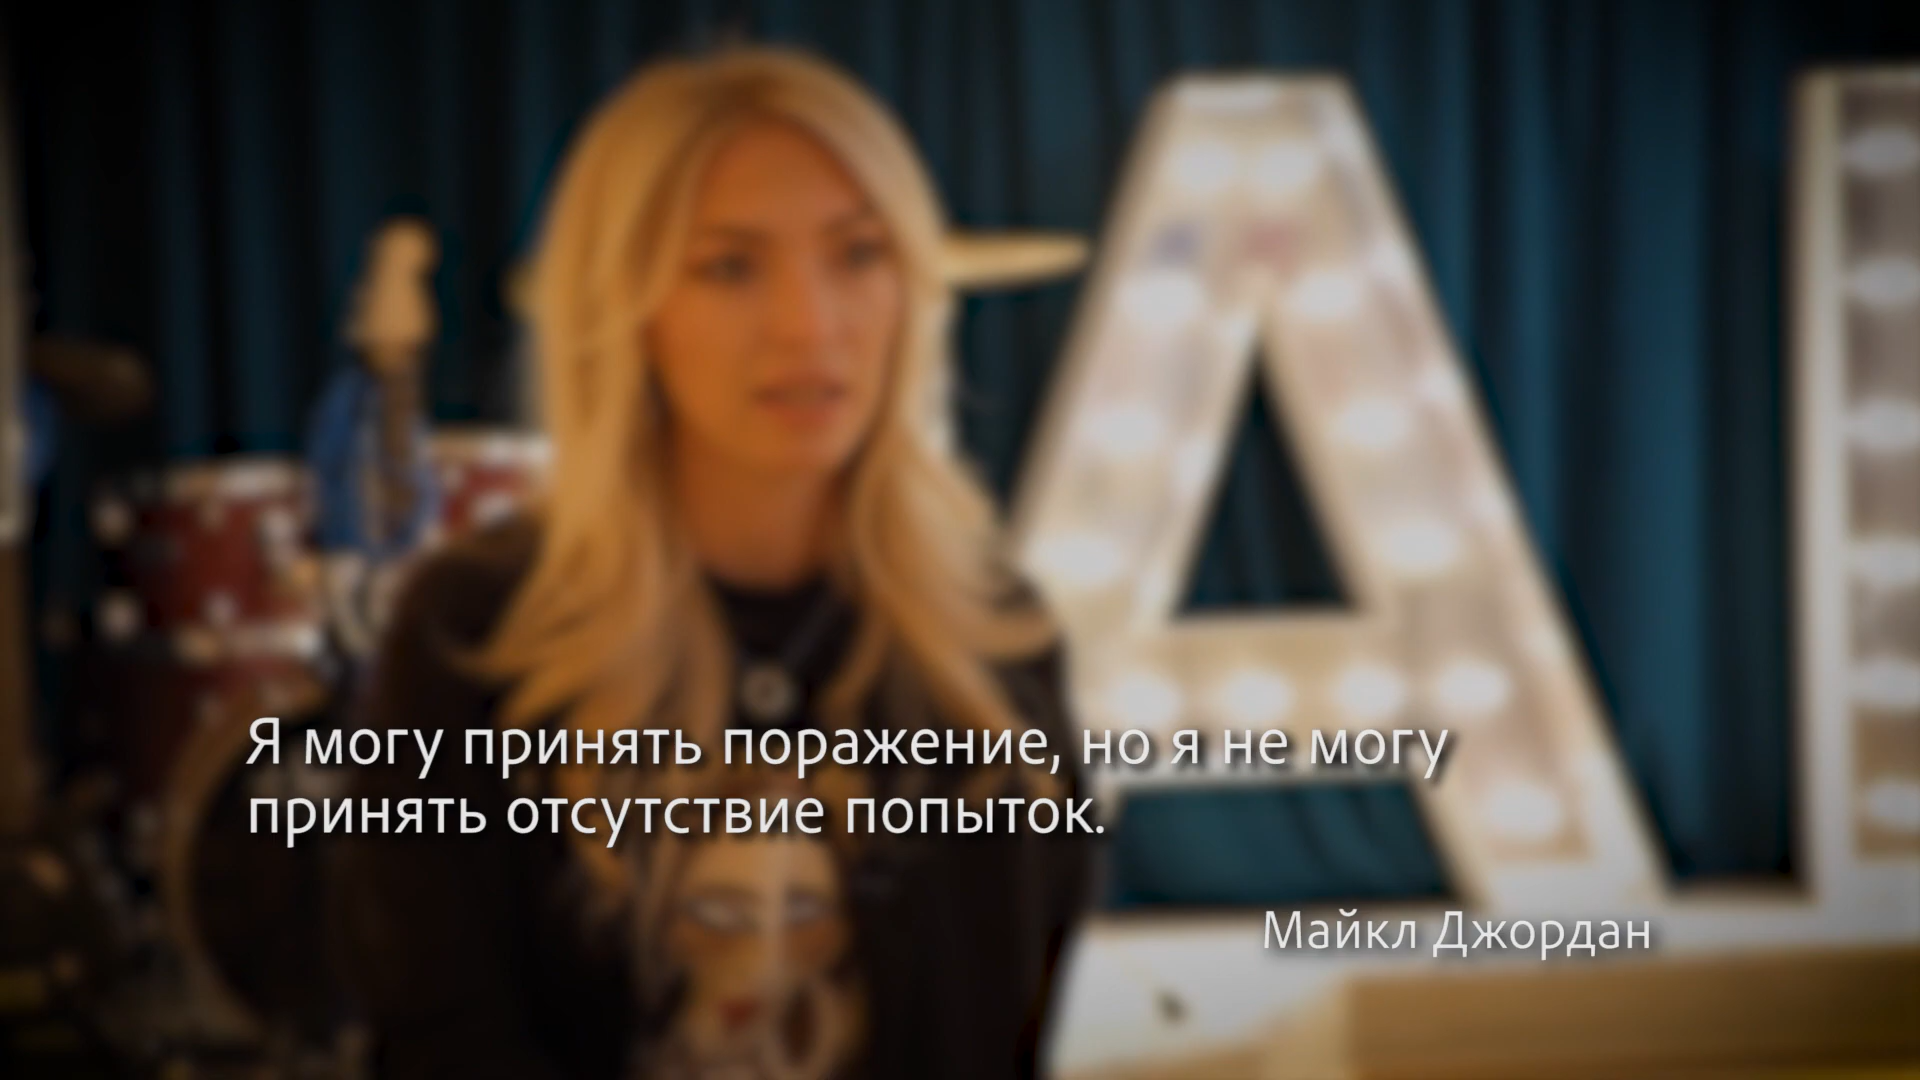 А
Я могу принять поражение, но я не могу
принять отсутствие попыток.
Майкл Джордан